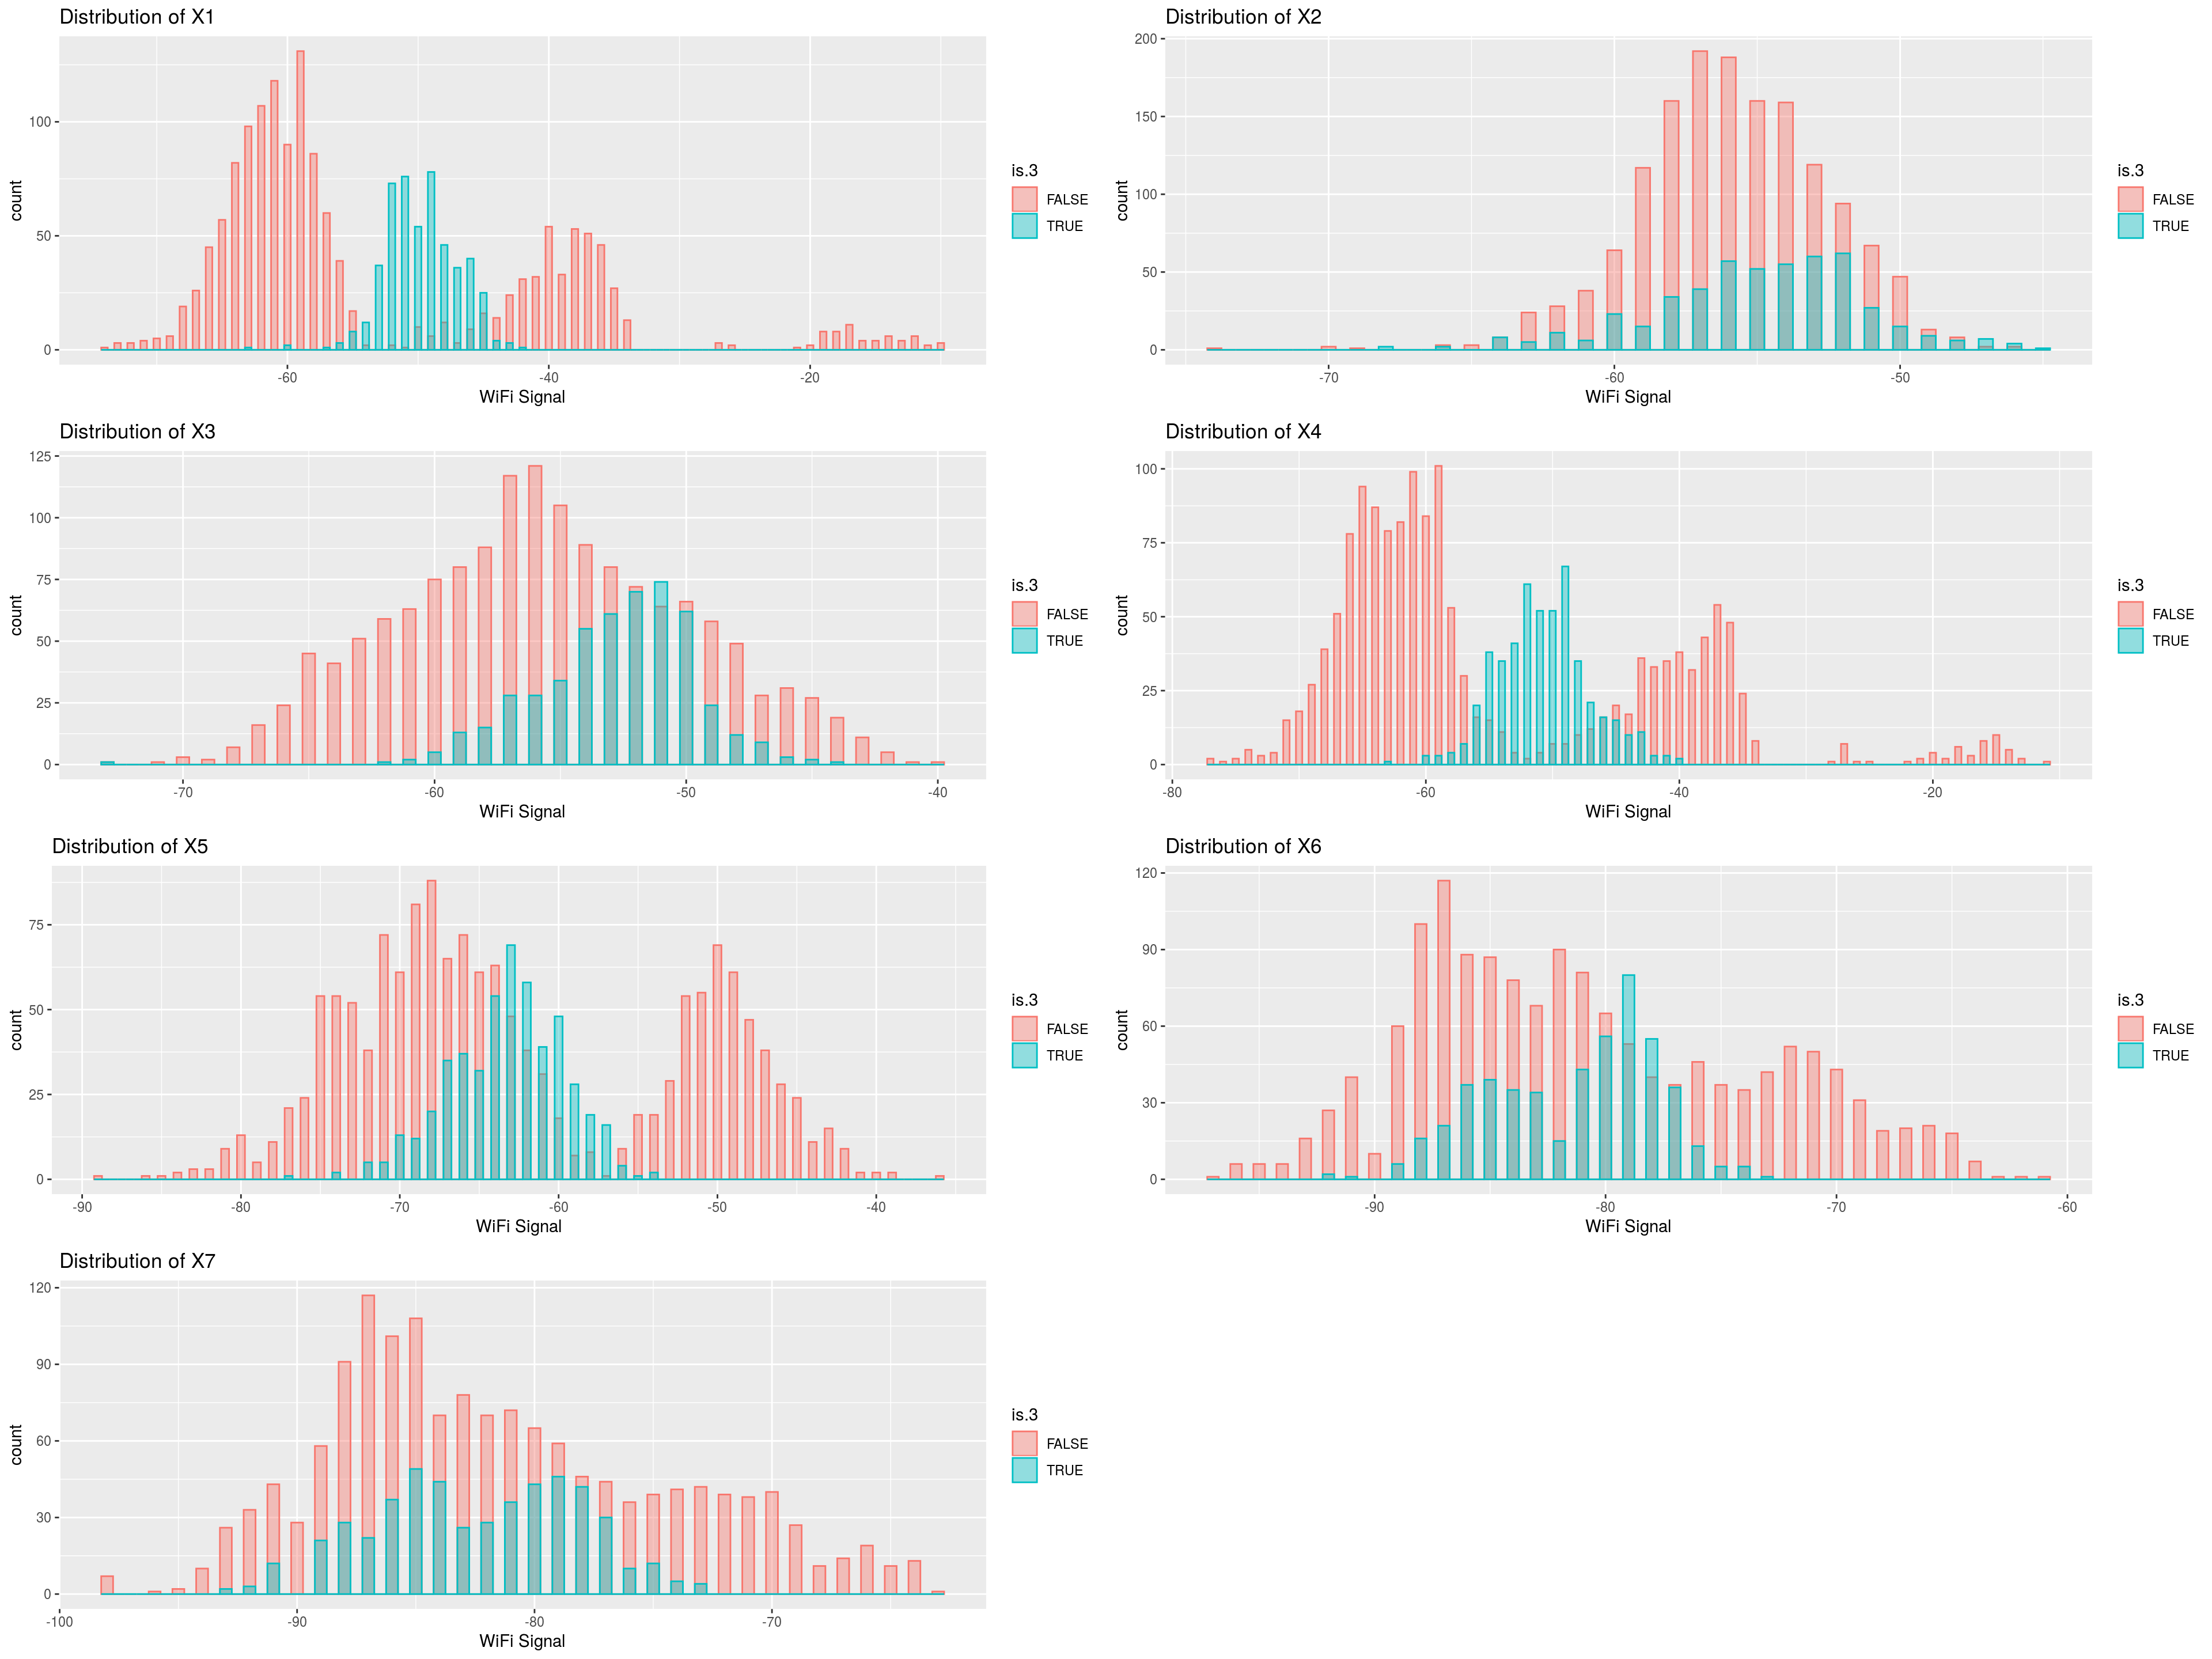 Distribution of X1
count
100
50
0
-60
-40
-20
WiFi Signal
is.3
FALSE
TRUE
Distribution of X2
count
200
150
100
50
0
-70
-60
-50
WiFi Signal
is.3
FALSE
TRUE
Distribution of X3
count
125
100
75
50
25
0
-70
-60
-50
-40
WiFi Signal
is.3
FALSE
TRUE
Distribution of X4
count
100
75
50
25
0
-80
-60
-40
-20
WiFi Signal
is.3
FALSE
TRUE
Distribution of X5
count
75
50
25
0
-90
-80
-70
-60
-50
-40
WiFi Signal
is.3
FALSE
TRUE
Distribution of X6
count
120
90
60
30
0
-90
-80
-70
-60
WiFi Signal
is.3
FALSE
TRUE
Distribution of X7
count
120
90
60
30
0
-100
-90
-80
-70
WiFi Signal
is.3
FALSE
TRUE